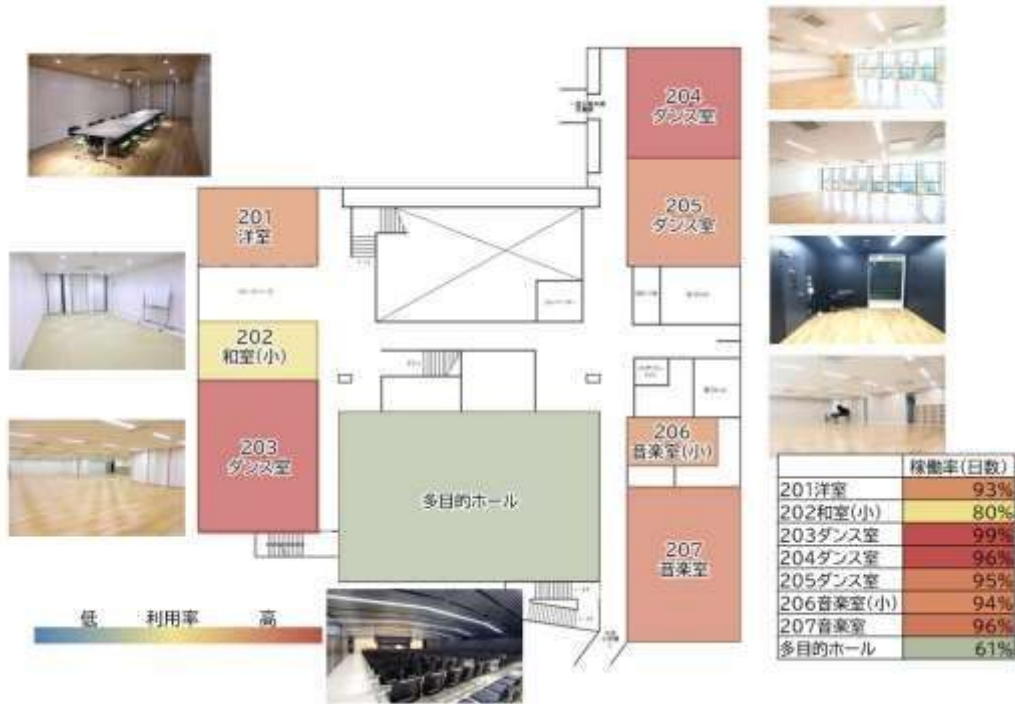 204
ダンス室
205
ダンス室
201
洋室
202
和室(小)
203
ダンス室
206
音楽室(小)
多目的ホール
207
音楽室
低 利用率 高
稼働率(日数)
201洋室 93%
202和室(小) 80%
203ダンス室 99%
204ダンス室 96%
205ダンス室 95%
206音楽室(小) 94%
207音楽室 96%
多目的ホール 61%